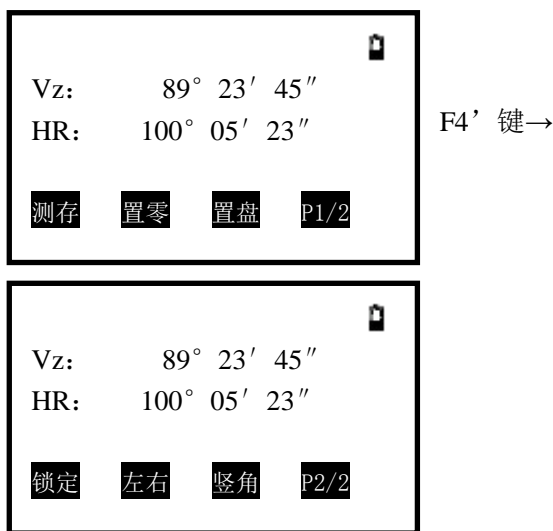 Vz： 89° 23′ 45″
HR： 100° 05′ 23″
F4’键→
测存 置零 置盘 P1/2
Vz： 89° 23′ 45″
HR： 100° 05′ 23″
锁定 左右 竖角 P2/2